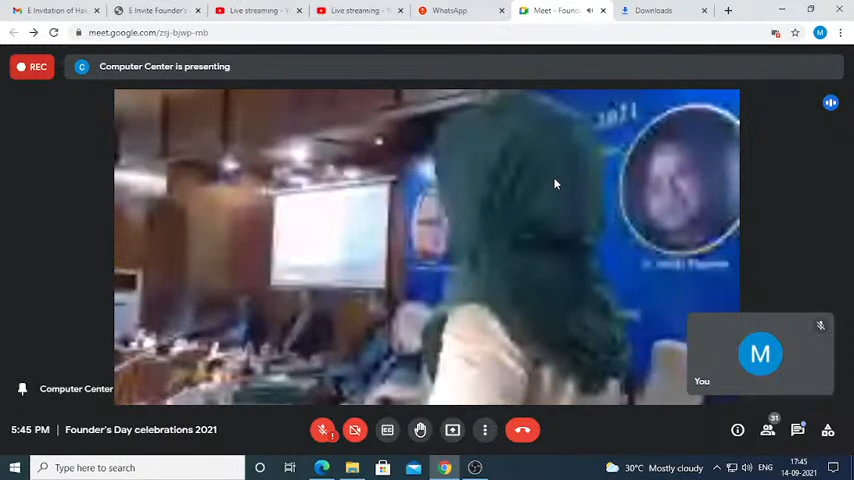 E Invitation of Ha
E Invite Founder's
Live streaming - Y
Live streaming - Y
WhatsApp
Meet - Found
Downloads
meet.google.com/zsj-bjwp-mb
M
REC
C
Computer Center is presenting
2021
Computer Center
M
You
5:45 PM
Founder's Day celebrations 2021
31
Type here to search
30°C Mostly cloudy
ENG
17:45
14-09-2021